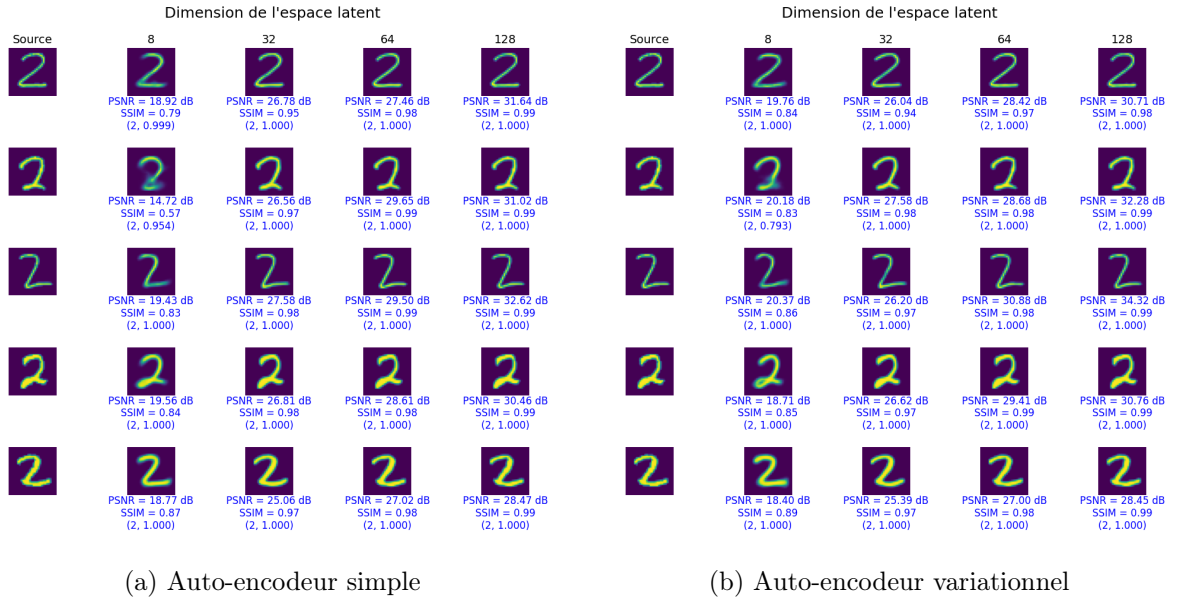 Dimension de l'espace latent
Source 8 32 64 128
PSNR = 18.92 dB PSNR = 26.78 dB PSNR = 27.46 dB PSNR = 31.64 dB
SSIM = 0.79 SSIM = 0.95 SSIM = 0.98 SSIM = 0.99
(2, 0.999) (2, 1.000) (2, 1.000) (2, 1.000)
PSNR = 14.72 dB PSNR = 26.56 dB PSNR = 29.65 dB PSNR = 31.02 dB
SSIM = 0.57 SSIM = 0.97 SSIM = 0.99 SSIM = 0.99
(2, 0.954) (2, 1.000) (2, 1.000) (2, 1.000)
PSNR = 19.43 dB PSNR = 27.58 dB PSNR = 29.50 dB PSNR = 32.62 dB
SSIM = 0.83 SSIM = 0.98 SSIM = 0.99 SSIM = 0.99
(2, 1.000) (2, 1.000) (2, 1.000) (2, 1.000)
PSNR = 19.56 dB PSNR = 26.81 dB PSNR = 28.61 dB PSNR = 30.46 dB
SSIM = 0.84 SSIM = 0.98 SSIM = 0.98 SSIM = 0.99
(2, 1.000) (2, 1.000) (2, 1.000) (2, 1.000)
PSNR = 18.77 dB PSNR = 25.06 dB PSNR = 27.02 dB PSNR = 28.47 dB
SSIM = 0.87 SSIM = 0.97 SSIM = 0.98 SSIM = 0.99
(2, 1.000) (2, 1.000) (2, 1.000) (2, 1.000)
(a) Auto-encodeur simple
Dimension de l'espace latent
Source 8 32 64 128
PSNR = 19.76 dB PSNR = 26.04 dB PSNR = 28.42 dB PSNR = 30.71 dB
SSIM = 0.84 SSIM = 0.94 SSIM = 0.97 SSIM = 0.98
(2, 1.000) (2, 1.000) (2, 1.000) (2, 1.000)
PSNR = 20.18 dB PSNR = 27.58 dB PSNR = 28.68 dB PSNR = 32.28 dB
SSIM = 0.83 SSIM = 0.98 SSIM = 0.98 SSIM = 0.99
(2, 0.793) (2, 1.000) (2, 1.000) (2, 1.000)
PSNR = 20.37 dB PSNR = 26.20 dB PSNR = 30.88 dB PSNR = 34.32 dB
SSIM = 0.86 SSIM = 0.97 SSIM = 0.98 SSIM = 0.99
(2, 1.000) (2, 1.000) (2, 1.000) (2, 1.000)
PSNR = 18.71 dB PSNR = 26.62 dB PSNR = 29.41 dB PSNR = 30.76 dB
SSIM = 0.85 SSIM = 0.97 SSIM = 0.99 SSIM = 0.99
(2, 1.000) (2, 1.000) (2, 1.000) (2, 1.000)
PSNR = 18.40 dB PSNR = 25.39 dB PSNR = 27.00 dB PSNR = 28.45 dB
SSIM = 0.89 SSIM = 0.97 SSIM = 0.98 SSIM = 0.99
(2, 1.000) (2, 1.000) (2, 1.000) (2, 1.000)
(b) Auto-encodeur variationnel